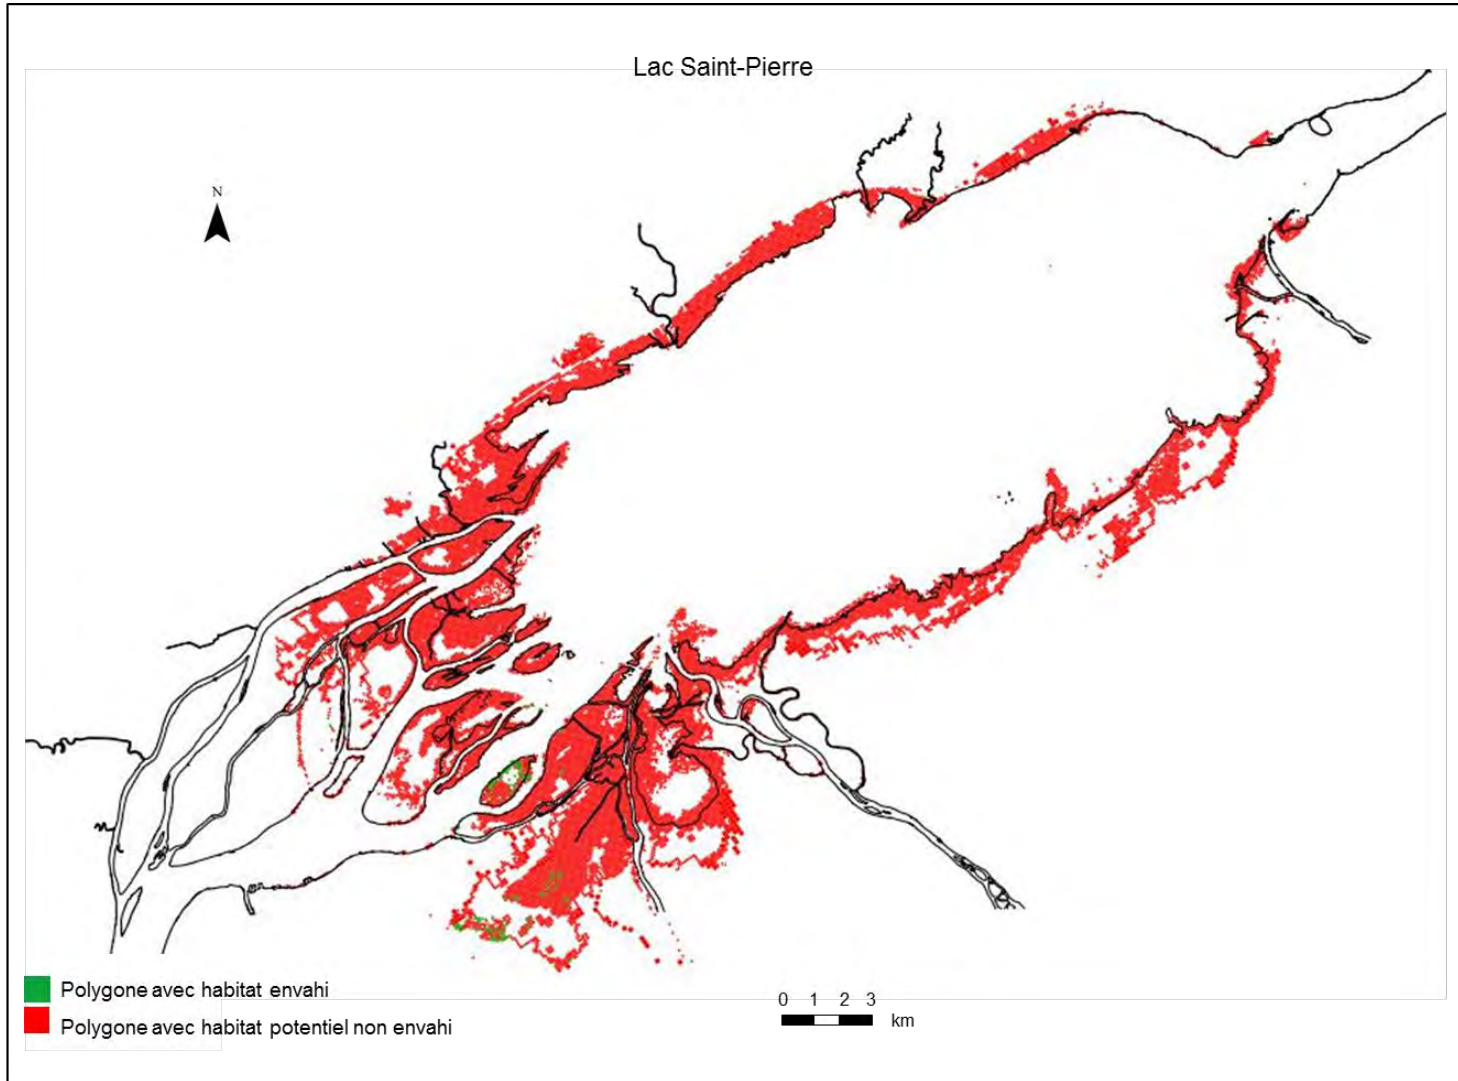 Lac Saint-Pierre
N
Polygone avec habitat envahi
Polygone avec habitat potentiel non envahi
0 1 2 3
km